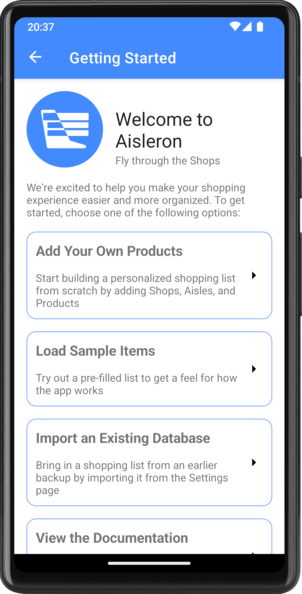 20:37
Getting Started
Welcome to
Aisleron
Fly through the Shops
We're excited to help you make your shopping
experience easier and more organized. To get
started, choose one of the following options:
Add Your Own Products
Start building a personalized shopping list
from scratch by adding Shops, Aisles, and
Products
Load Sample Items
Try out a pre-filled list to get a feel for how
the app works
Import an Existing Database
Bring in a shopping list from an earlier
backup by importing it from the Settings
page
View the Documentation